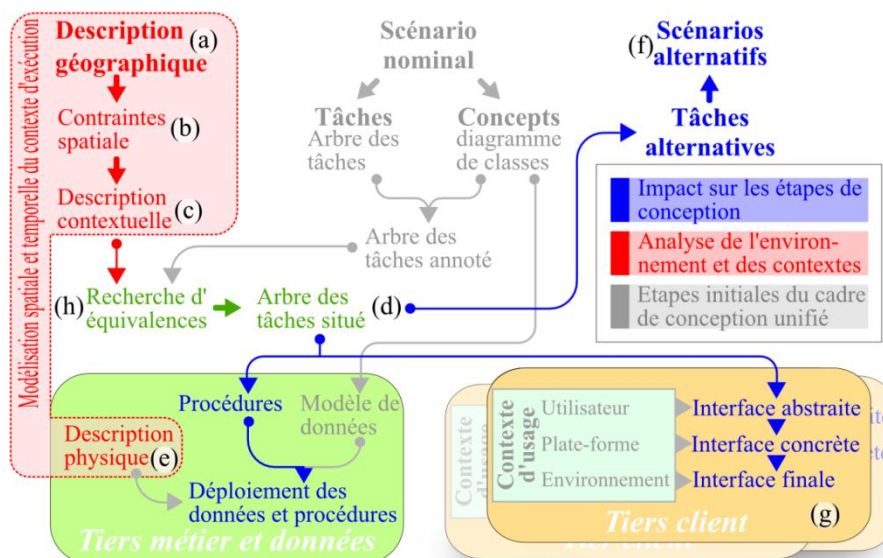 Description
géographique
(a)
Contraintes
spatiale
(b)
Description
contextuelle
(c)
Modélisation spatiale et temporelle du contexte d'exécution
Scénario
nominal
Tâches
Arbre des
tâches
Concepts
diagramme
de classes
Arbre des
tâches annoté
(f)
Scénarios
alternatifs
Tâches
alternatives
Impact sur les étapes de
conception
Analyse de l'environ-
nement et des contextes
Etapes initiales du cadre
de conception unifié
(h)
Recherche d'
équivalences
Arbre des
tâches situé
(d)
Procédures
Modèle de
données
Description
physique
(e)
Déploiement des
données et procédures
Tiers métier et données
Contexte
Contexte
d'usage
Utilisateur
Plate-forme
Environnement
Interface abstraite
Interface concrète
Interface finale
(g)
Tiers client